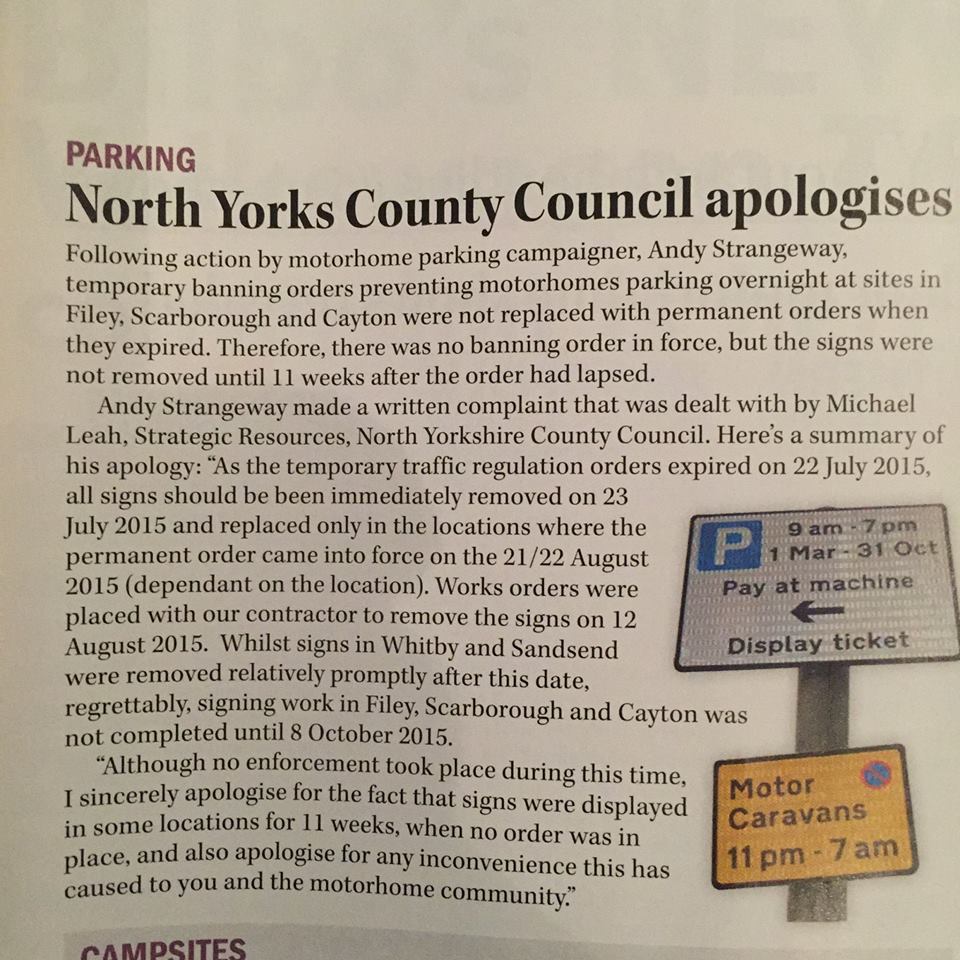 PARKING
North Yorks County Council apologises
Following action by motorhome parking campaigner, Andy Strangeway,
temporary banning orders preventing motorhomes parking overnight at sites in
Filey, Scarborough and Cayton were not replaced with permanent orders when
they expired. Therefore, there was no banning order in force, but the signs were
not removed until 11 weeks after the order had lapsed.
Andy Strangeway made a written complaint that was dealt with by Michael
Leah, Strategic Resources, North Yorkshire County Council. Here's a summary of
his apology: “As the temporary traffic regulation orders expired on 22 July 2015,
all signs should be been immediately removed on 23
July 2015 and replaced only in the locations where the
permanent order came into force on the 21/22 August
2015 (dependant on the location). Works orders were
placed with our contractor to remove the signs on 12
August 2015. Whilst signs in Whitby and Sandsend
were removed relatively promptly after this date,
regrettably, signing work in Filey, Scarborough and Cayton was
not completed until 8 October 2015.
“Although no enforcement took place during this time,
I sincerely apologise for the fact that signs were displayed
in some locations for 11 weeks, when no order was in
place, and also apologise for any inconvenience this has
caused to you and the motorhome community.”
P
9 am - 7 pm
1 Mar - 31 Oct
Pay at machine
Display ticket
Motor
Caravans
11 pm - 7 am
CAMPSITES